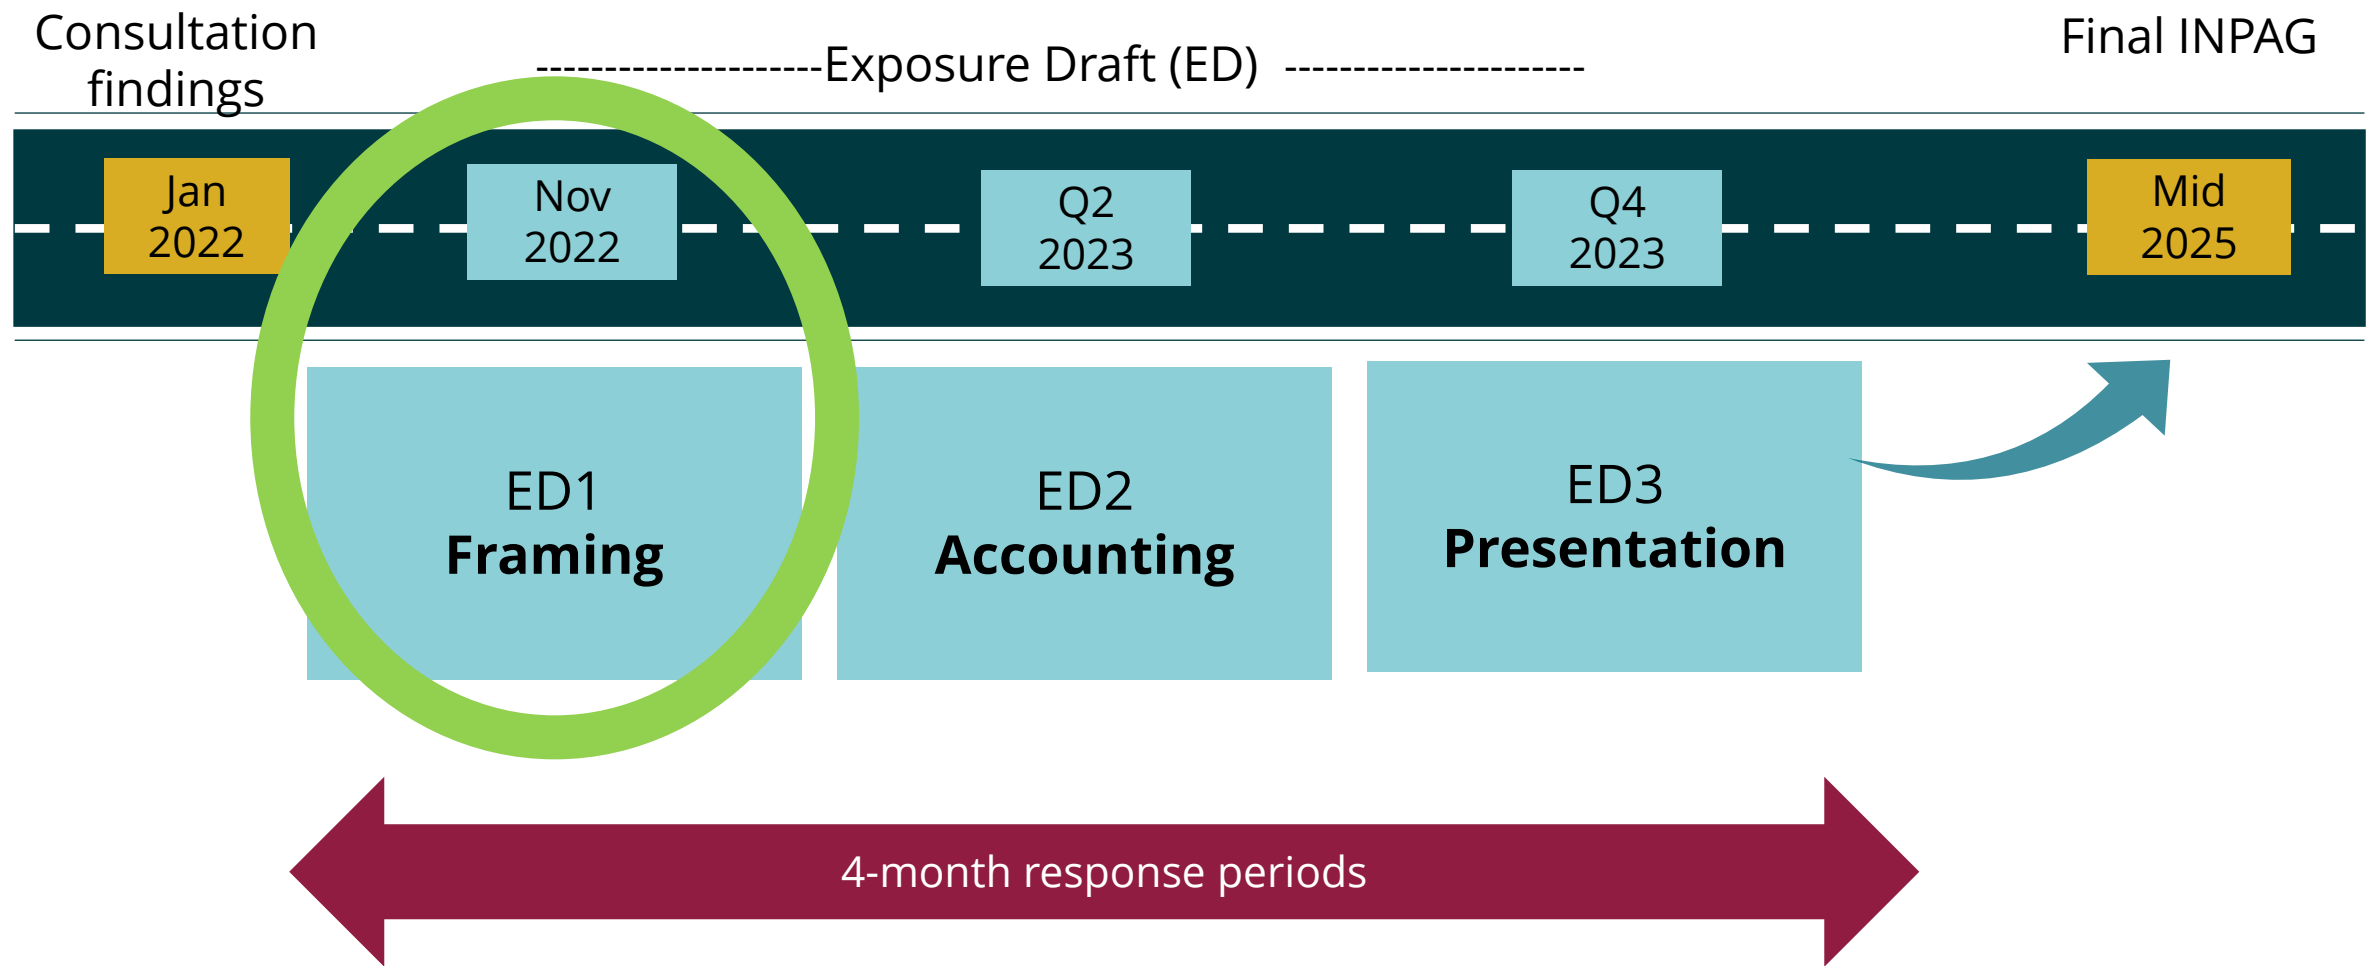 Consultation
findings
---------------------Exposure Draft (ED) ----------------------
Final INPAG
Jan
2022
Nov
2022
Q2
2023
Q4
2023
Mid
2025
ED1
Framing
ED2
Accounting
ED3
Presentation
4-month response periods